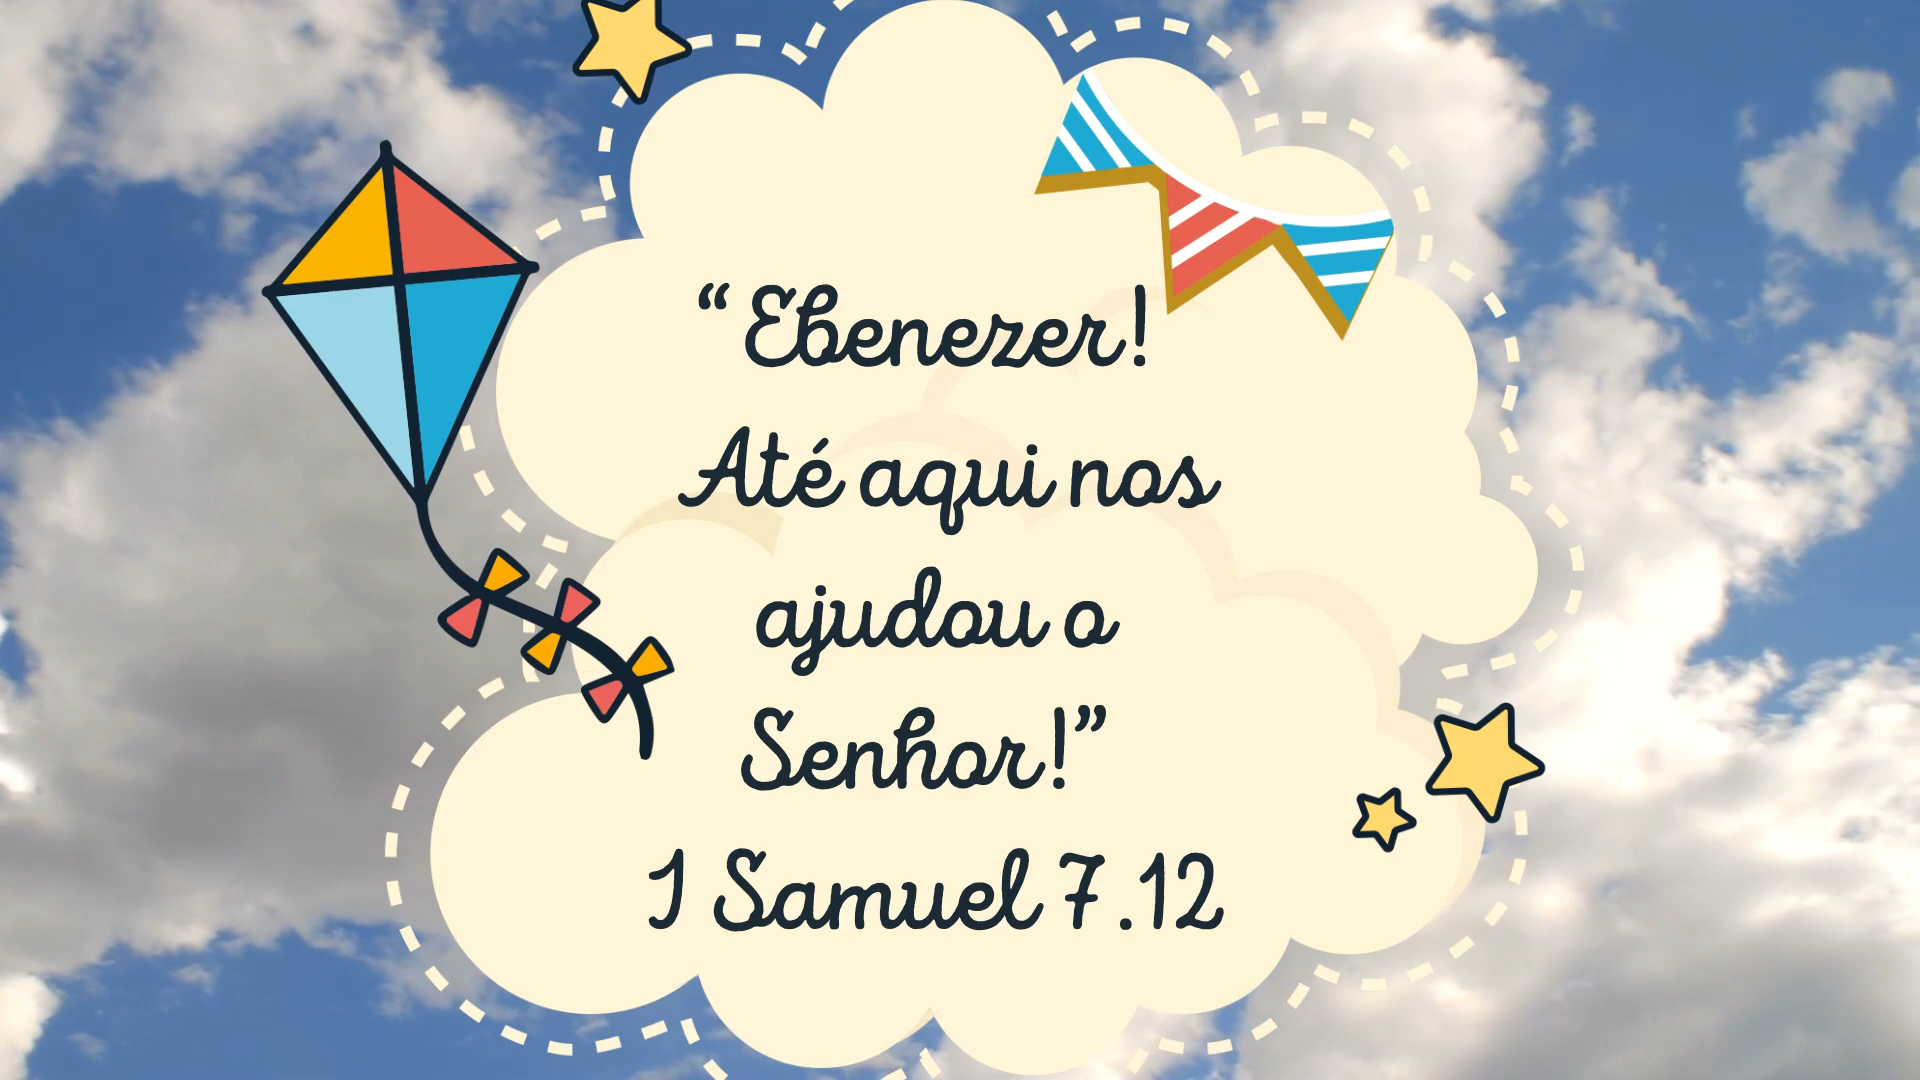 “Ebenezer!
Até aqui nos
ajudou o
Senhor!”
1 Samuel 7.12